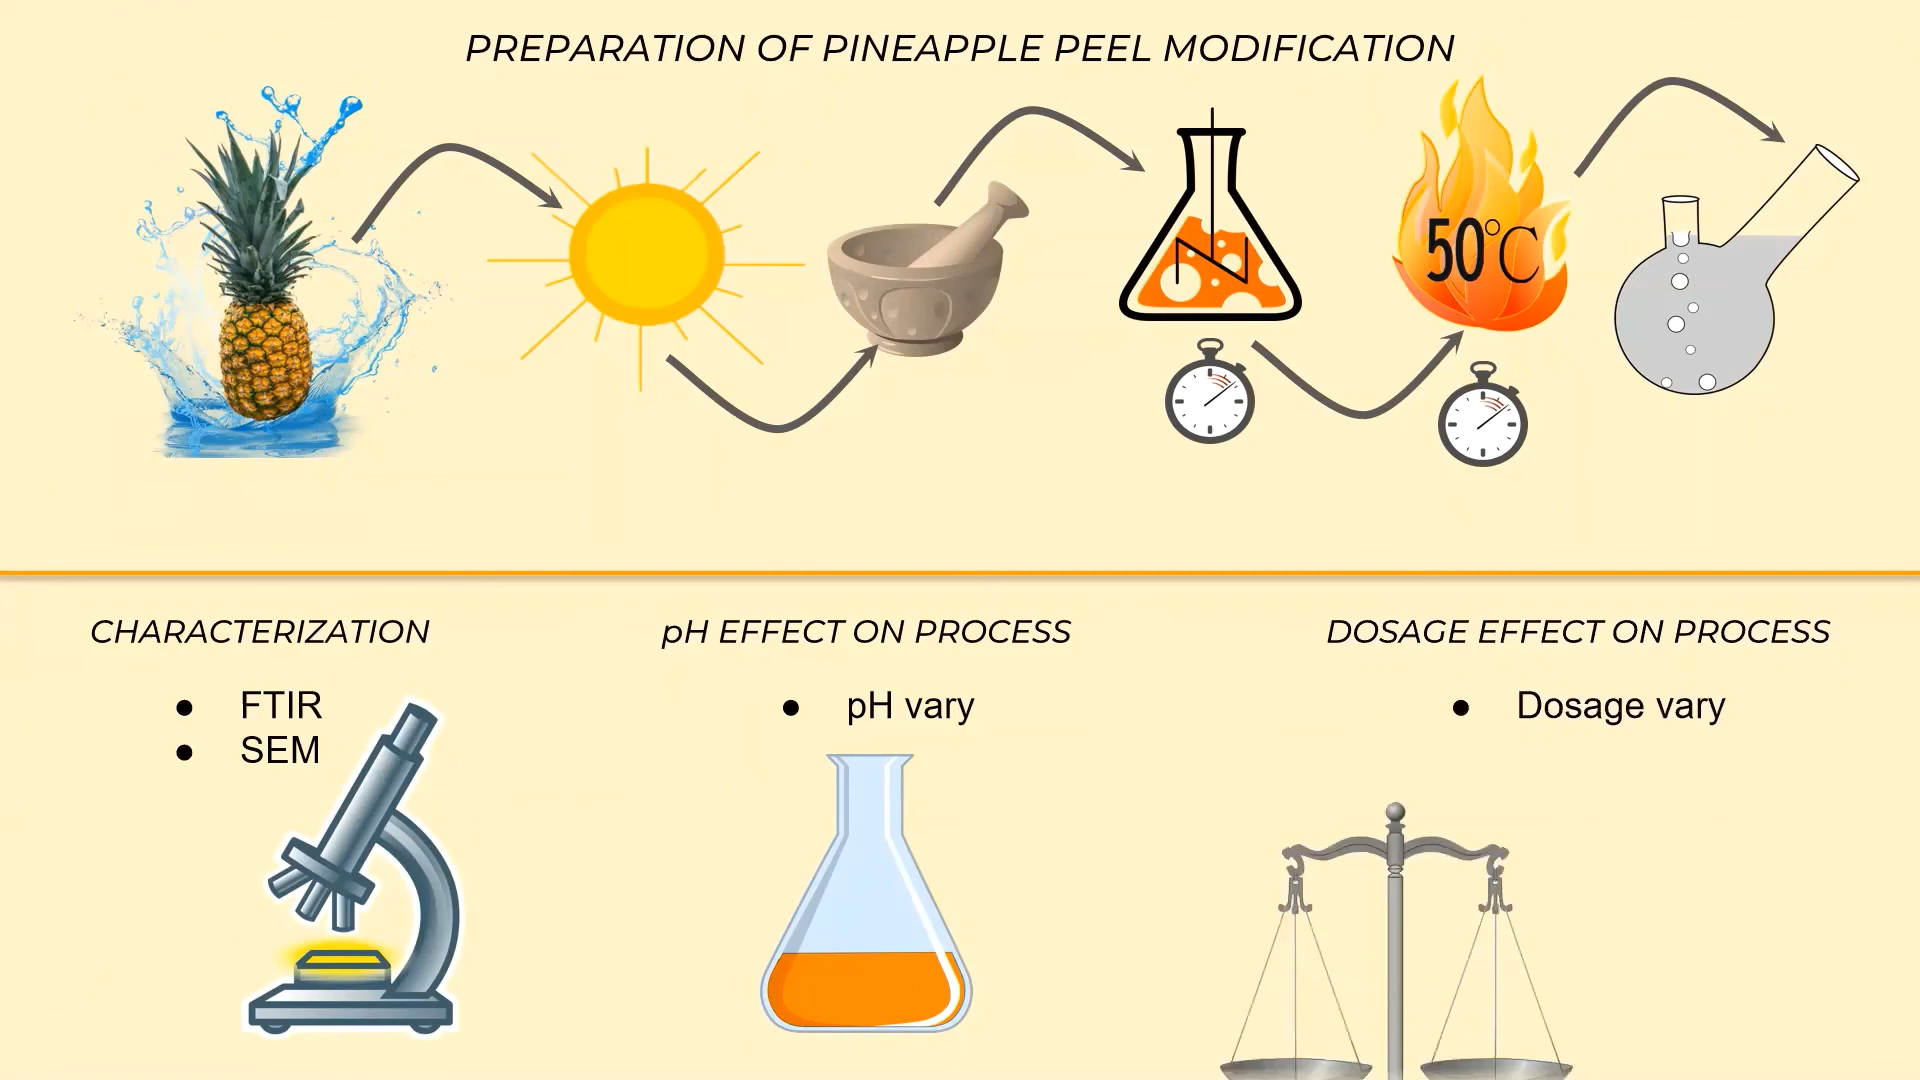 PREPARATION OF PINEAPPLE PEEL MODIFICATION
50°C
CHARACTERIZATION
● FTIR
● SEM
pH EFFECT ON PROCESS
● pH vary
DOSAGE EFFECT ON PROCESS
● Dosage vary